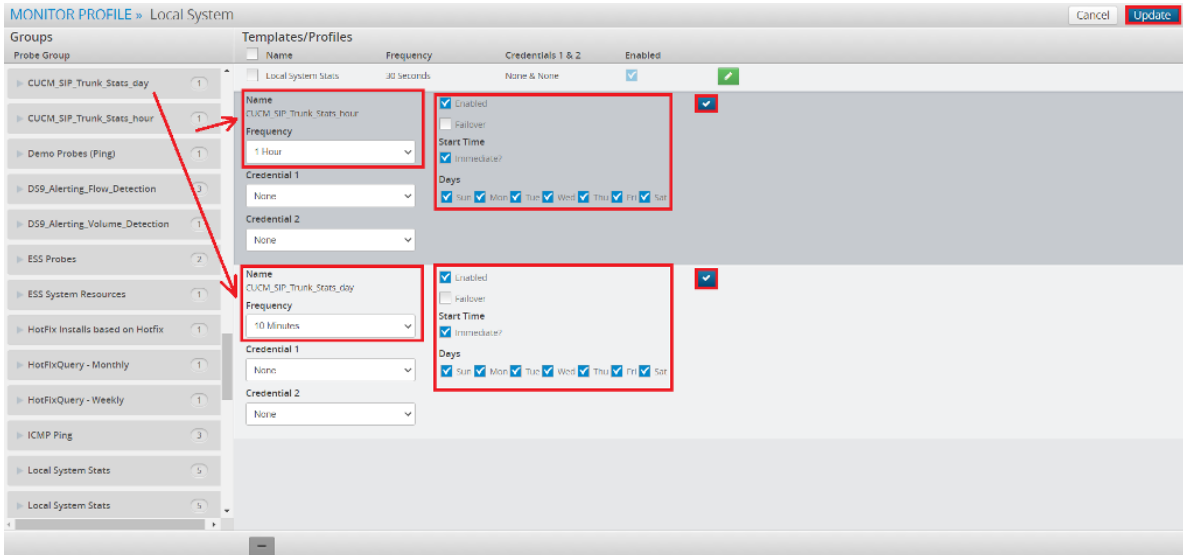 MONITOR PROFILE » Local System
Cancel
Update
Groups
Probe Group
CUCM_SIP_Trunk_Stats_day 1
CUCM_SIP_Trunk_Stats_hour 1
Demo Probes (Ping) 1
DS9_Alerting_Flow_Detection 3
DS9_Alerting_Volume_Detection 1
ESS Probes 2
ESS System Resources 1
HotFix Installs based on Hotfix 1
HotFixQuery - Monthly 1
HotFixQuery - Weekly 1
ICMP Ping 3
Local System Stats 5
Local System Stats 5
Templates/Profiles
Name Frequency Credentials 1 & 2 Enabled
Local System Stats 30 Seconds None & None
Name
CUCM_SIP_Trunk_Stats_hour
Frequency
1 Hour
Credential 1
None
Credential 2
None
Enabled
Failover
Start Time
Immediate?
Days
Sun Mon Tue Wed Thu Fri Sat
Name
CUCM_SIP_Trunk_Stats_day
Frequency
10 Minutes
Credential 1
None
Credential 2
None
Enabled
Failover
Start Time
Immediate?
Days
Sun Mon Tue Wed Thu Fri Sat